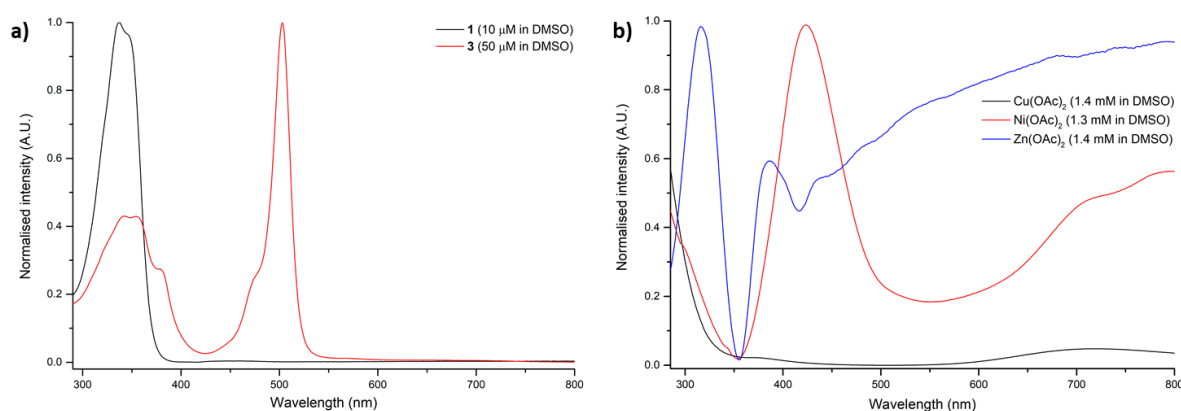 a)
1 (10 μM in DMSO)
3 (50 μM in DMSO)
Normalised intensity (A.U.)
1.0
0.8
0.6
0.4
0.2
0.0
300 400 500 600 700 800
Wavelength (nm)
b)
Cu(OAc)₂ (1.4 mM in DMSO)
Ni(OAc)₂ (1.3 mM in DMSO)
Zn(OAc)₂ (1.4 mM in DMSO)
Normalised intensity (A.U.)
1.0
0.8
0.6
0.4
0.2
0.0
300 400 500 600 700 800
Wavelength (nm)